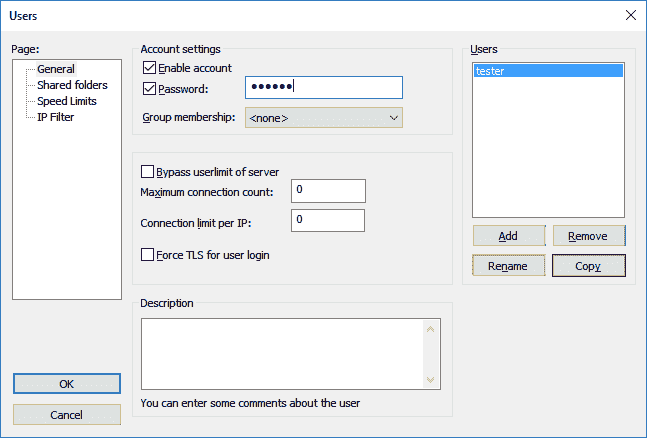 Users
Page:
General
Shared folders
Speed Limits
IP Filter
OK
Cancel
Account settings
Enable account
Password:
●●●●●●
Group membership:
<none>
Bypass userlimit of server
Maximum connection count:
0
Connection limit per IP:
0
Force TLS for user login
Description
You can enter some comments about the user
Users
tester
Add
Remove
Rename
Copy